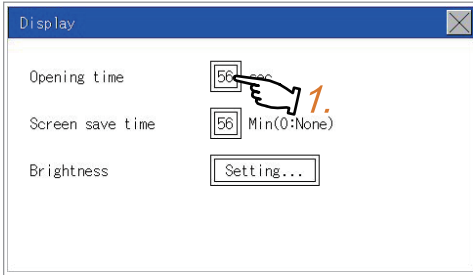 Display
Opening time 56 sec
1.
Screen save time 56 Min(0:None)
Brightness Setting...